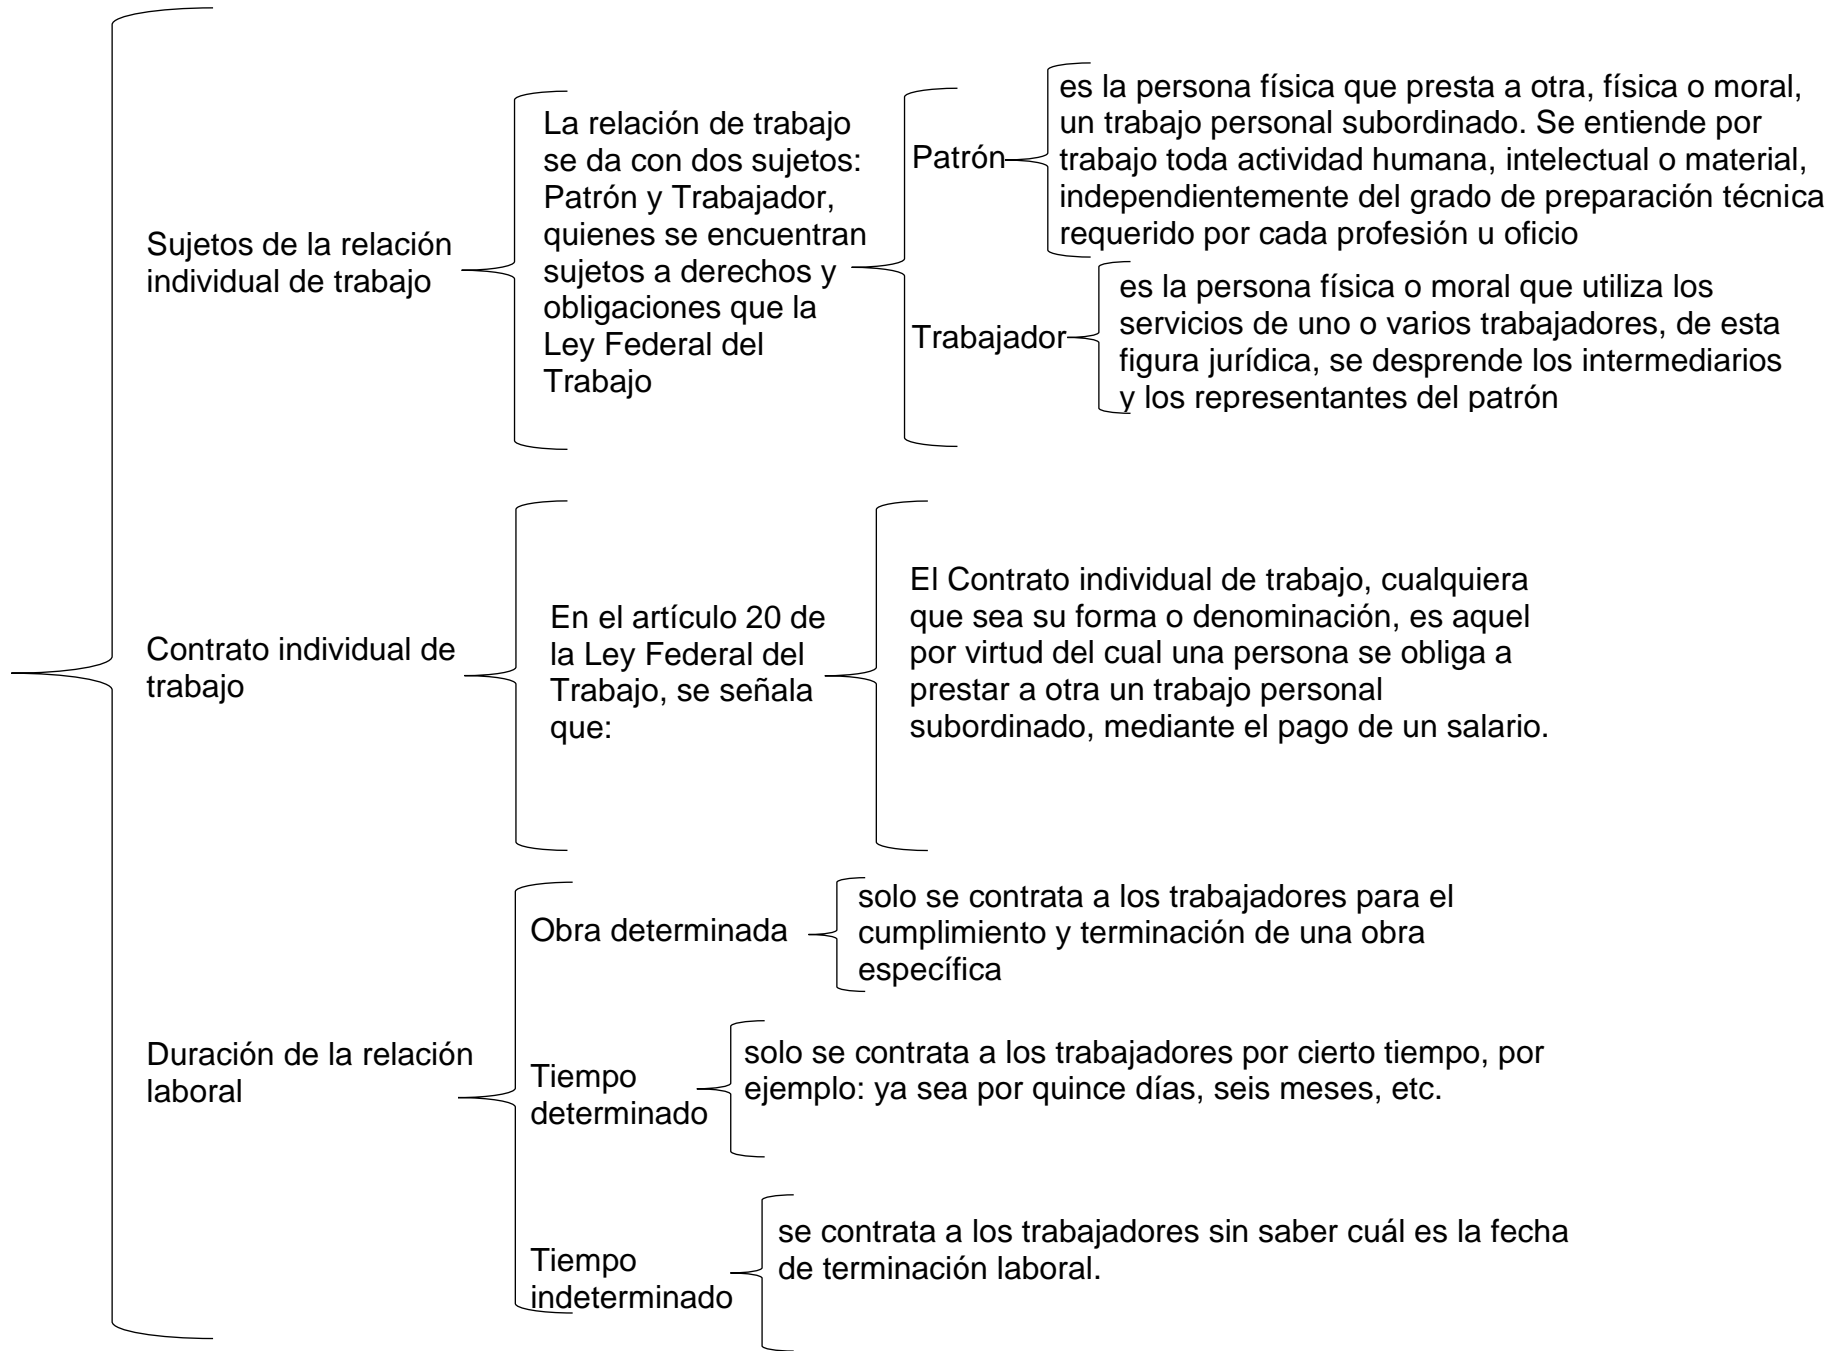 Sujetos de la relación
individual de trabajo
La relación de trabajo
se da con dos sujetos:
Patrón y Trabajador,
quienes se encuentran
sujetos a derechos y
obligaciones que la
Ley Federal del
Trabajo
Patrón
es la persona física que presta a otra, física o moral,
un trabajo personal subordinado. Se entiende por
trabajo toda actividad humana, intelectual o material,
independientemente del grado de preparación técnica
requerido por cada profesión u oficio
Trabajador
es la persona física o moral que utiliza los
servicios de uno o varios trabajadores, de esta
figura jurídica, se desprende los intermediarios
y los representantes del patrón
Contrato individual de
trabajo
En el artículo 20 de
la Ley Federal del
Trabajo, se señala
que:
El Contrato individual de trabajo, cualquiera
que sea su forma o denominación, es aquel
por virtud del cual una persona se obliga a
prestar a otra un trabajo personal
subordinado, mediante el pago de un salario.
Duración de la relación
laboral
Obra determinada
solo se contrata a los trabajadores para el
cumplimiento y terminación de una obra
específica
Tiempo
determinado
solo se contrata a los trabajadores por cierto tiempo, por
ejemplo: ya sea por quince días, seis meses, etc.
Tiempo
indeterminado
se contrata a los trabajadores sin saber cuál es la fecha
de terminación laboral.